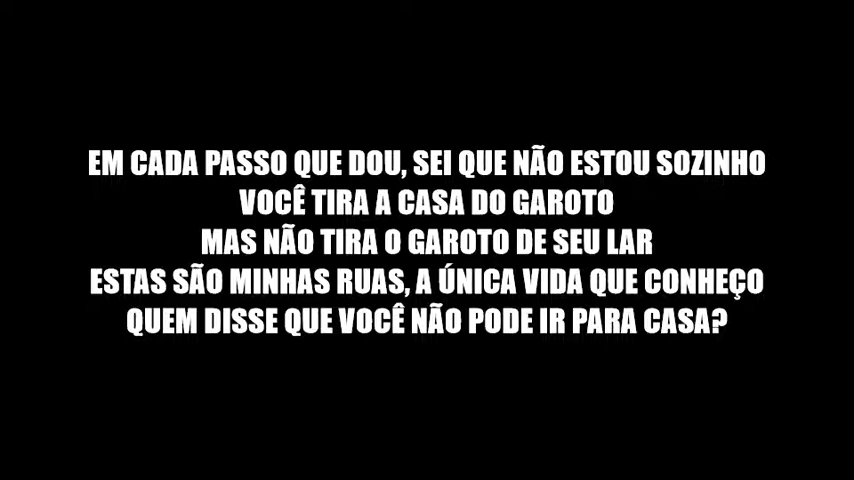 EM CADA PASSO QUE DOU, SEI QUE NÃO ESTOU SOZINHO
VOCÊ TIRA A CASA DO GAROTO
MAS NÃO TIRA O GAROTO DE SEU LAR
ESTAS SÃO MINHAS RUAS, A ÚNICA VIDA QUE CONHEÇO
QUEM DISSE QUE VOCÊ NÃO PODE IR PARA CASA?